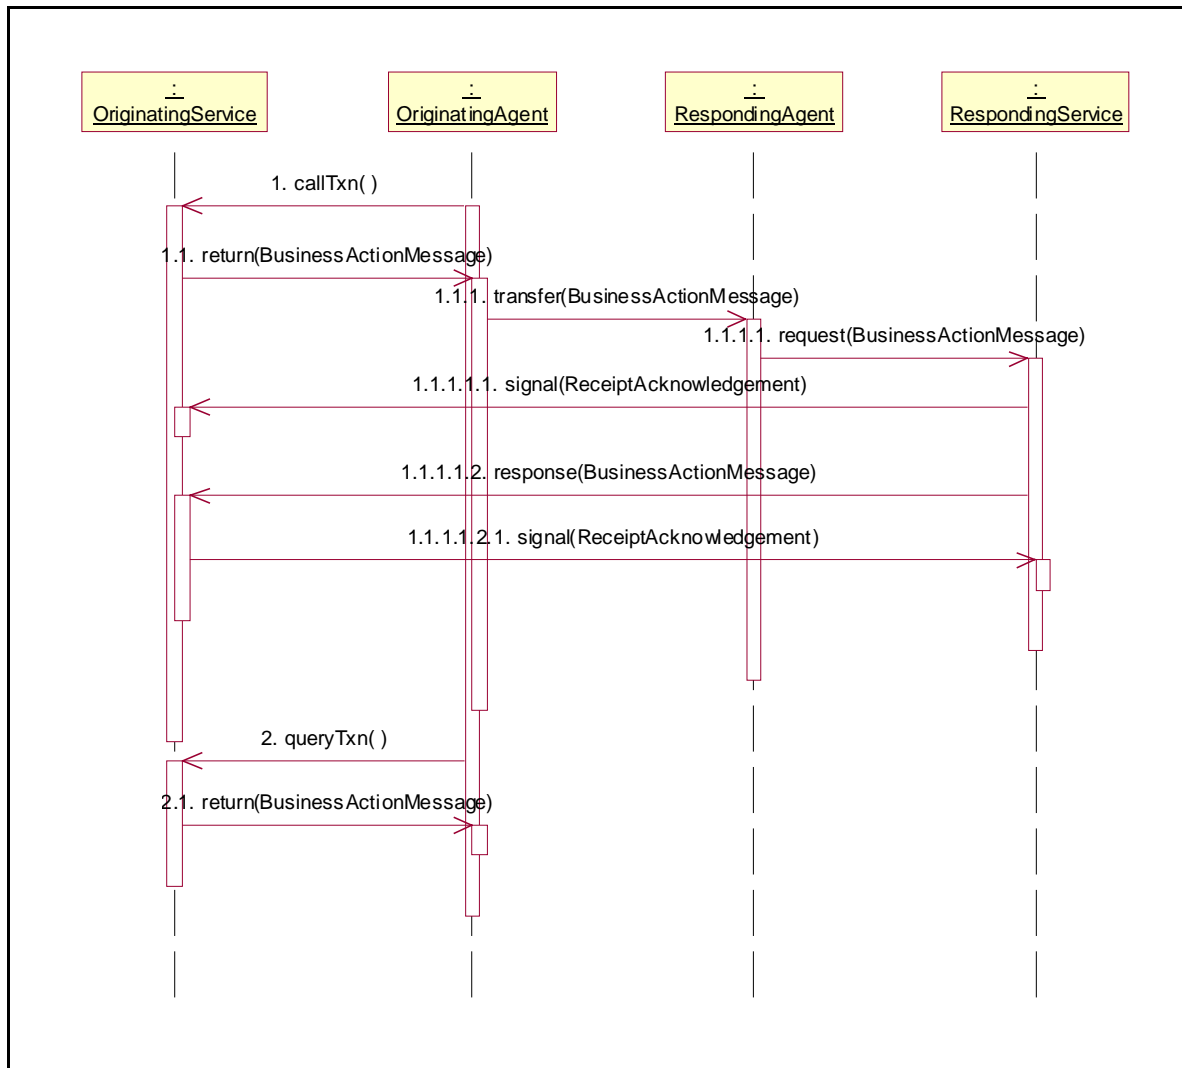 :
OriginatingService
:
OriginatingAgent
:
RespondingAgent
:
RespondingService
1. callTxn( )
1.1. return(BusinessActionMessage)
1.1.1. transfer(BusinessActionMessage)
1.1.1.1. request(BusinessActionMessage)
1.1.1.1.1. signal(ReceiptAcknowledgement)
1.1.1.1.2. response(BusinessActionMessage)
1.1.1.1.2.1. signal(ReceiptAcknowledgement)
2. queryTxn( )
2.1. return(BusinessActionMessage)